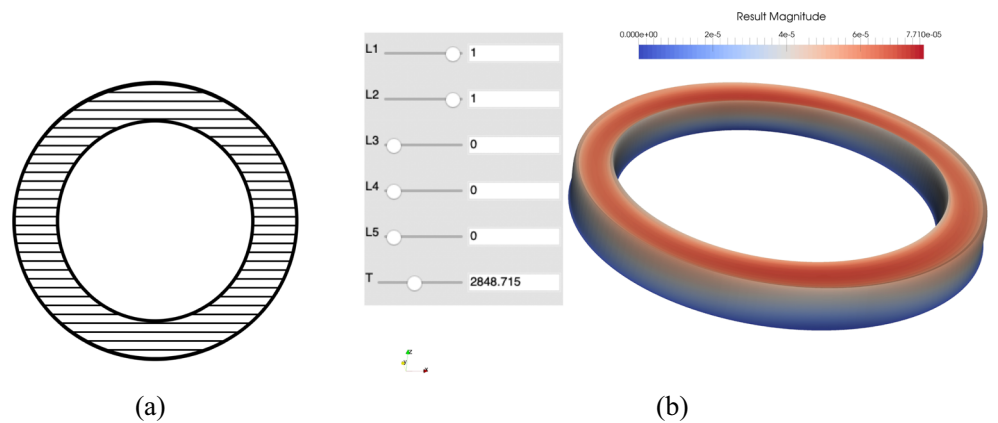 Result Magnitude
0.000e+00 2e-5 4e-5 6e-5 7.710e-05
L1 1
L2 1
L3 0
L4 0
L5 0
T 2848.715
(a)
(b)